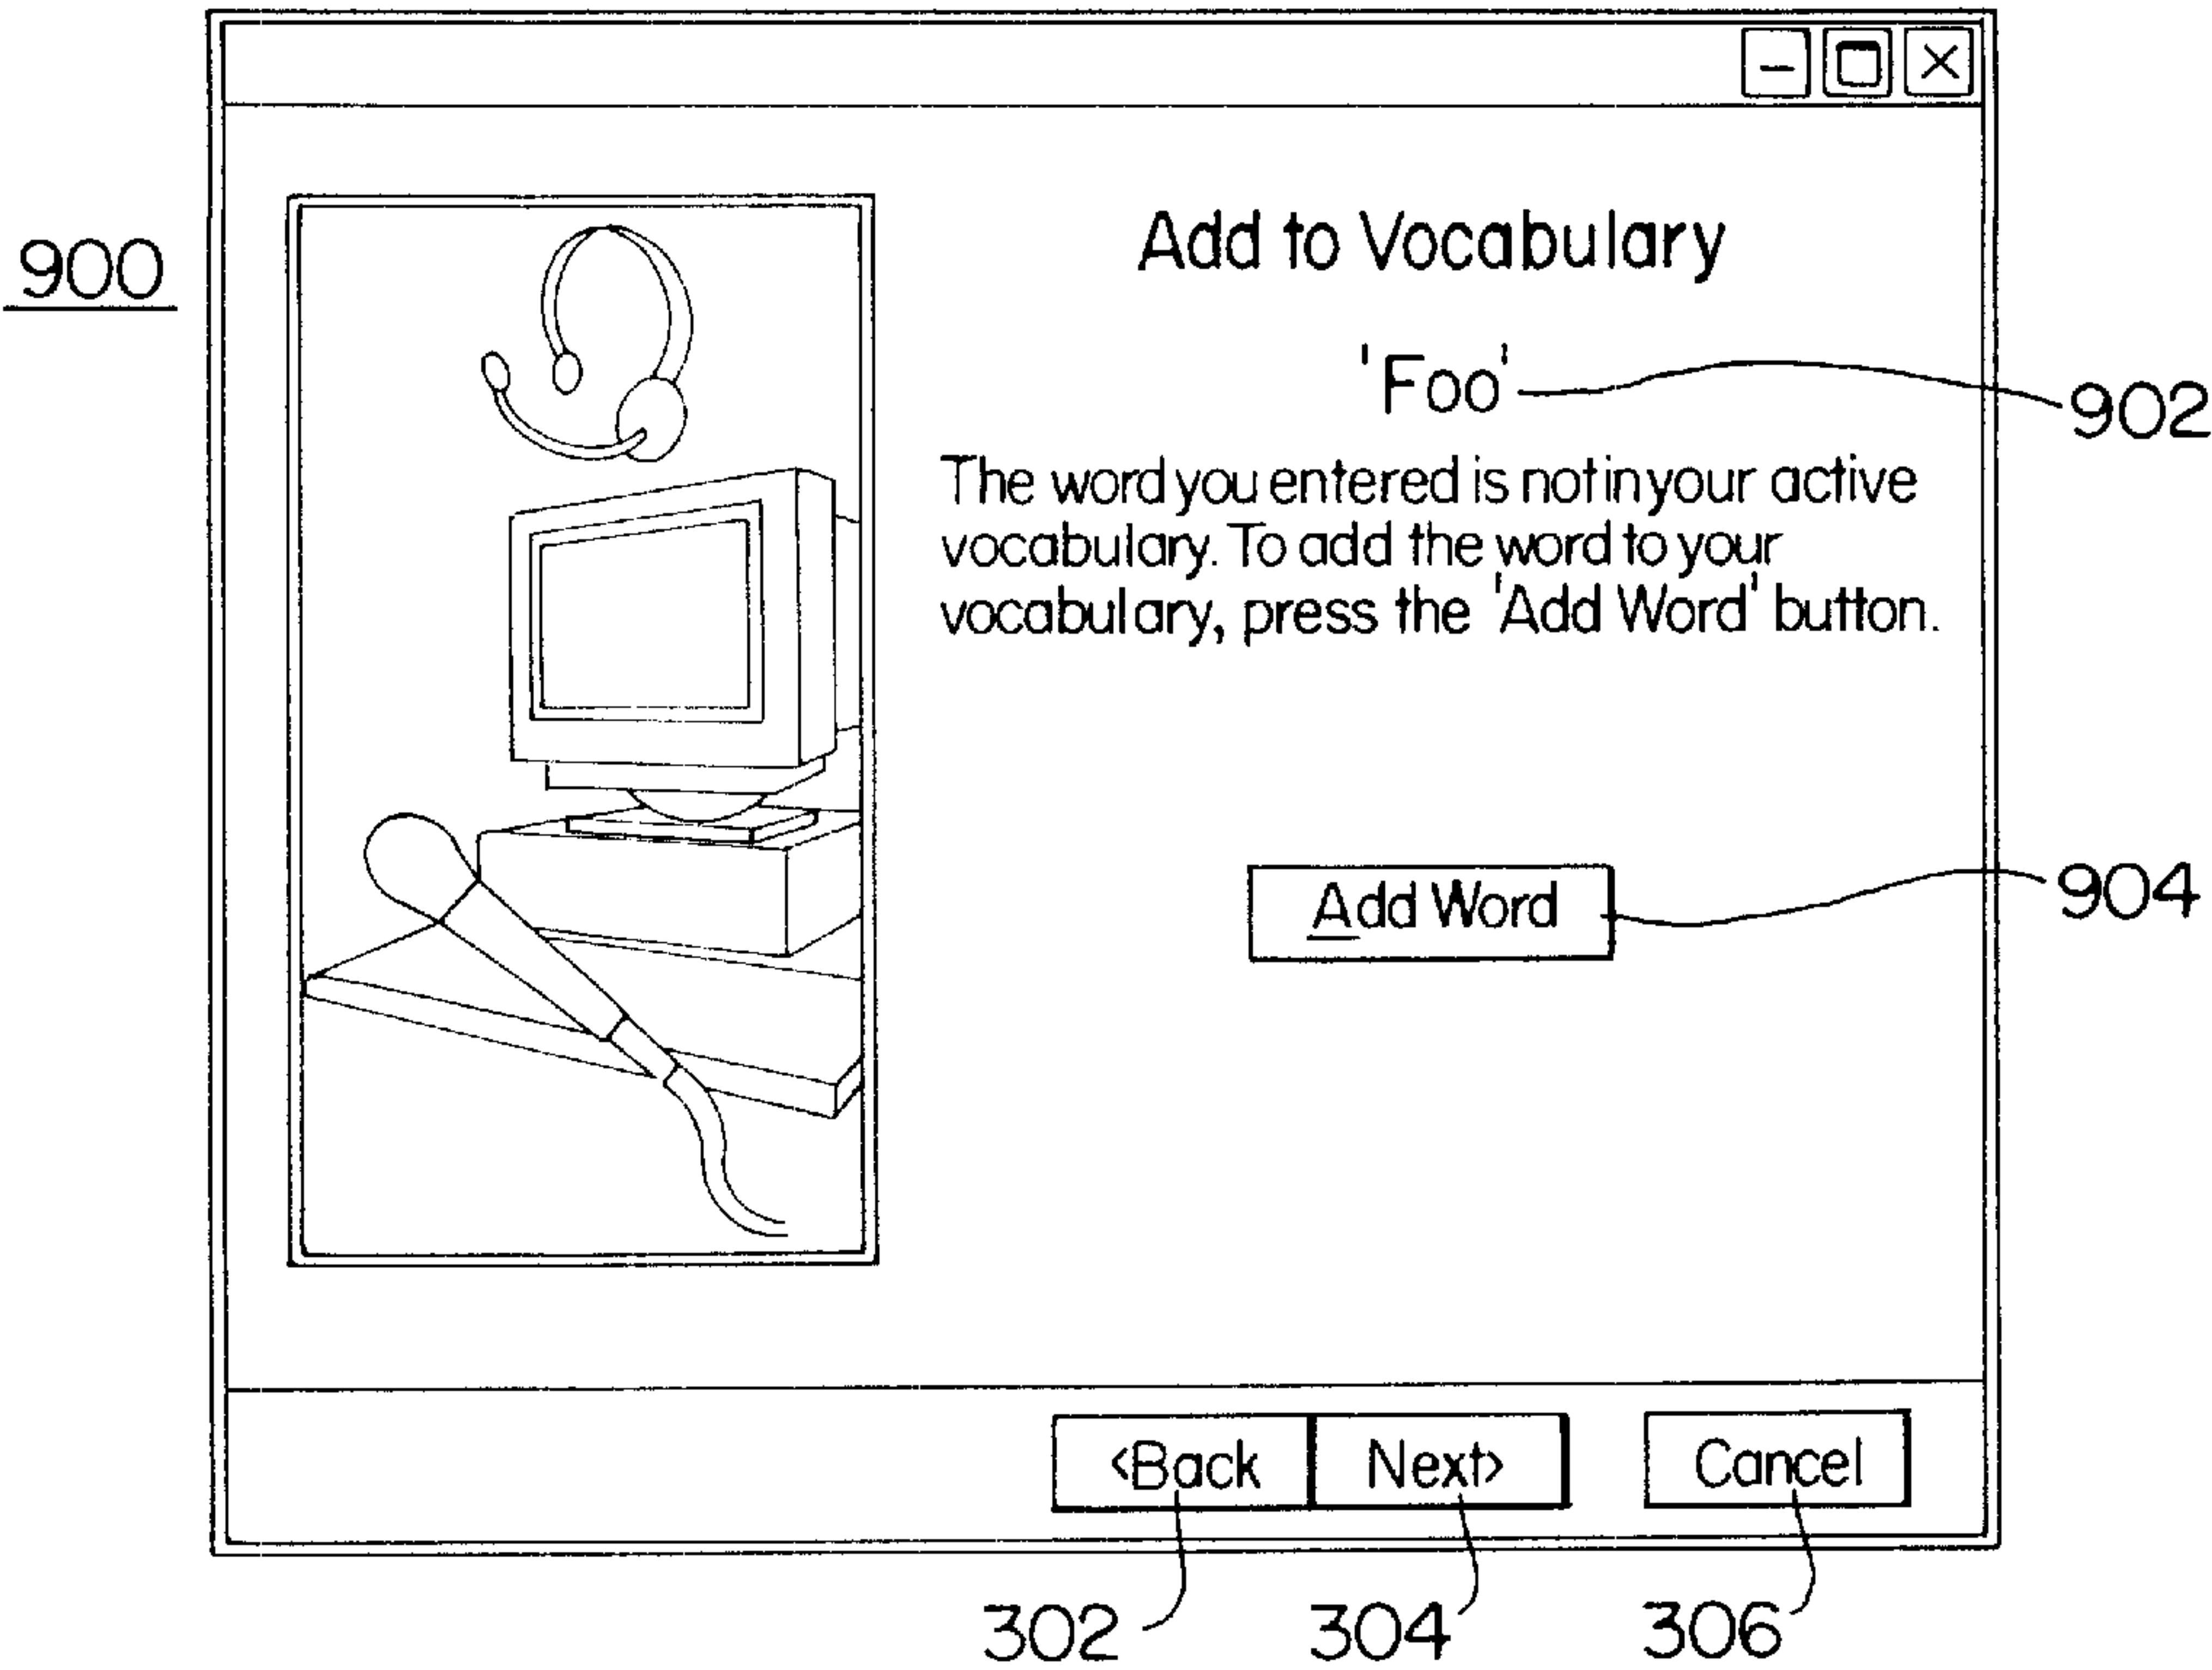 900
Add to Vocabulary
'Foo'
902
The word you entered is not in your active
vocabulary. To add the word to your
vocabulary, press the 'Add Word' button.
Add Word
904
<Back
Next>
Cancel
302
304
306